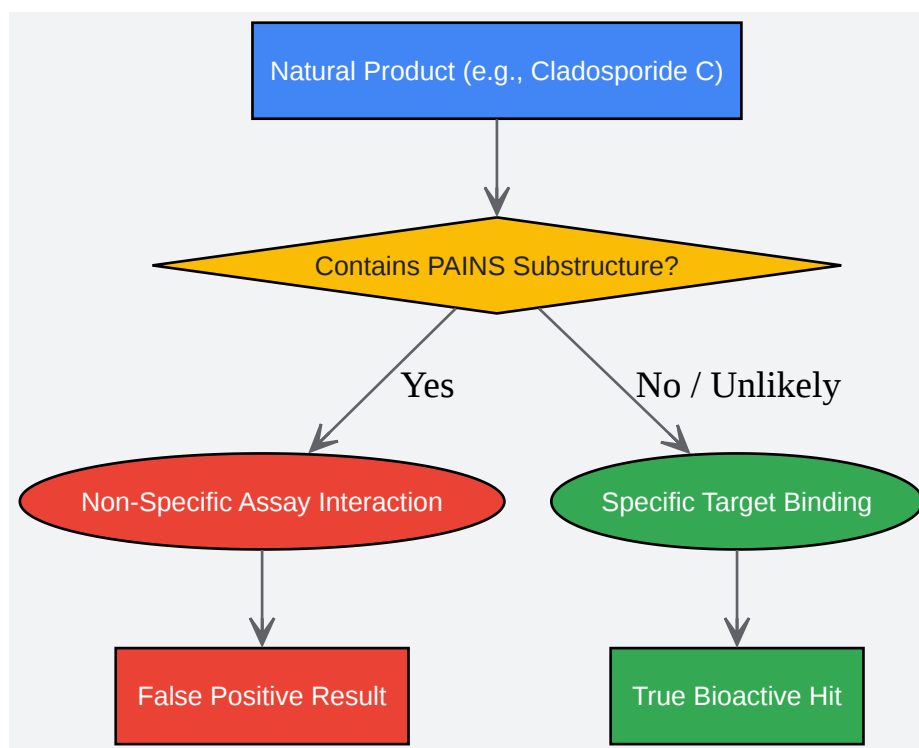 Natural Product (e.g., Cladosporide C)
Contains PAINS Substructure?
Yes
No / Unlikely
Non-Specific Assay Interaction
Specific Target Binding
False Positive Result
True Bioactive Hit